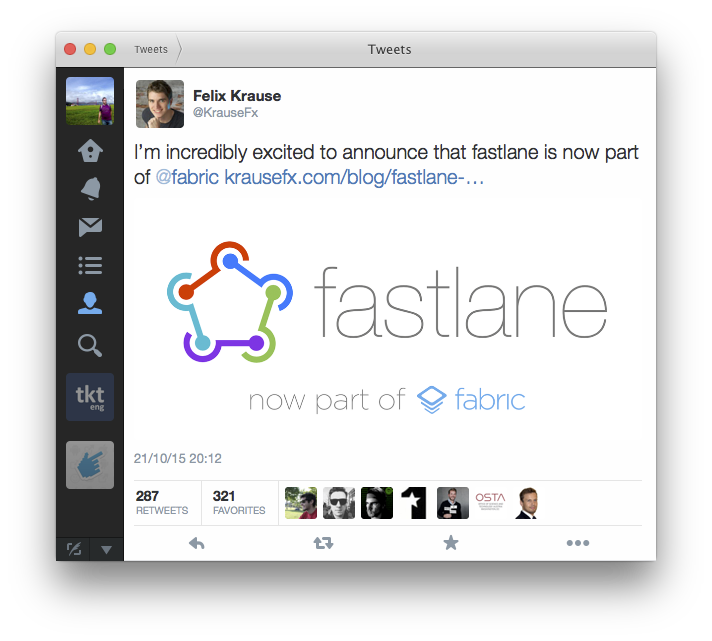 Tweets
Tweets
Felix Krause
@KrauseFx
I'm incredibly excited to announce that fastlane is now part
of @fabric krausefx.com/blog/fastlane-…
fastlane
now part of fabric
tkt
eng
21/10/15 20:12
287
RETWEETS
321
FAVORITES
OSTA